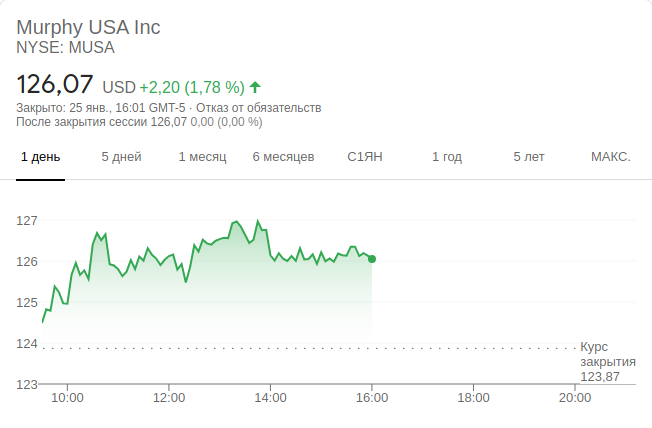 Murphy USA Inc
NYSE: MUSA
126,07 USD +2,20 (1,78 %)
Закрыто: 25 янв., 16:01 GMT-5 · Отказ от обязательств
После закрытия сессии 126,07 0,00 (0,00 %)
1 день 5 дней 1 месяц 6 месяцев С1ЯН 1 год 5 лет МАКС.
127
126
125
124
123
Курс
закрытия
123,87
10:00 12:00 14:00 16:00 18:00 20:00